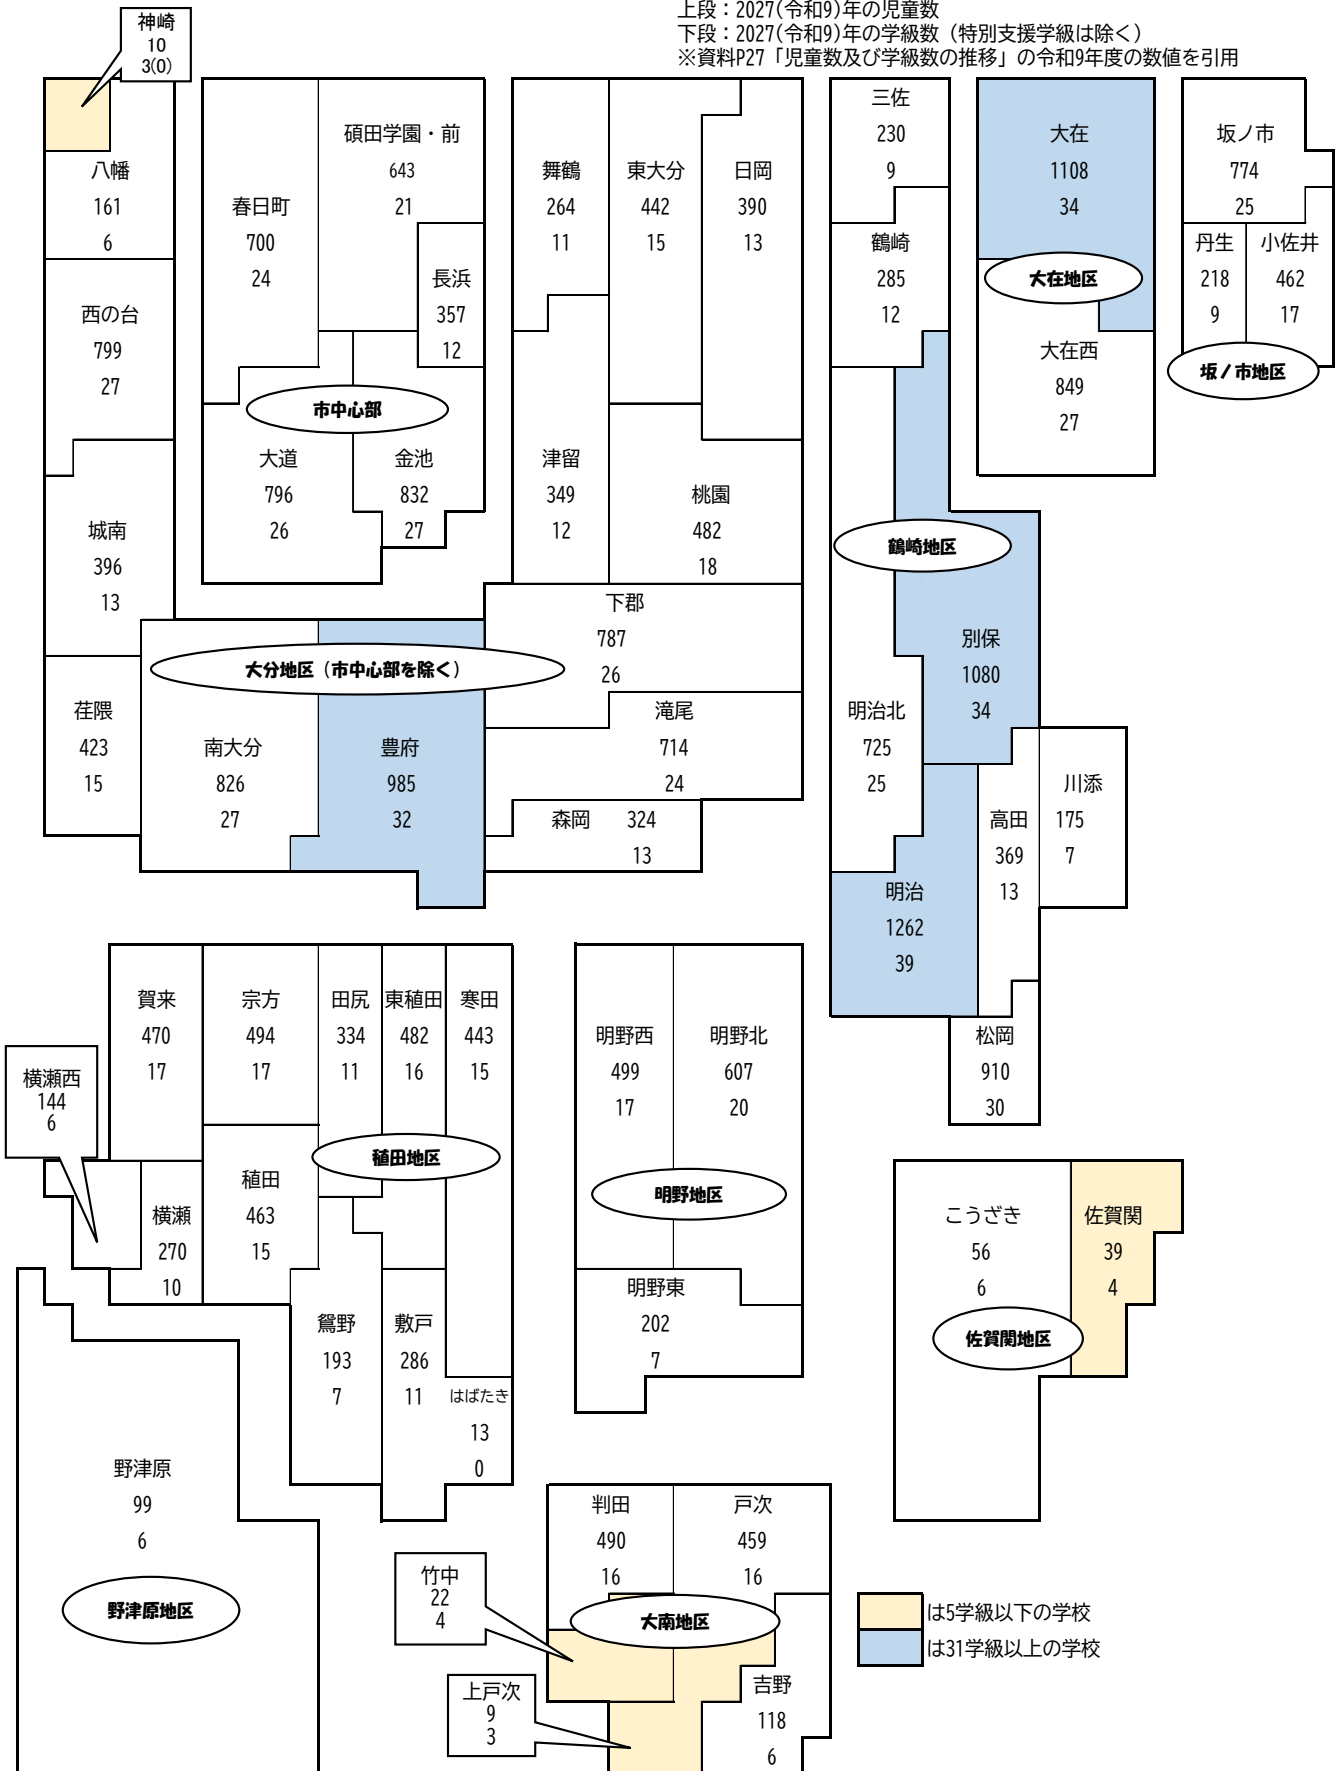 上段：2027(令和9)年の児童数
下段：2027(令和9)年の学級数（特別支援学級は除く）
※資料P27「児童数及び学級数の推移」の令和9年度の数値を引用
神崎
10
3(0)
八幡
161
6
西の台
799
27
城南
396
13
荏隈
423
15
春日町
700
24
碩田学園・前
643
21
長浜
357
12
市中心部
大道
796
26
金池
832
27
舞鶴
264
11
東大分
442
15
日岡
390
13
津留
349
12
桃園
482
18
下郡
787
26
大分地区（市中心部を除く）
南大分
826
27
豊府
985
32
滝尾
714
24
森岡 324
13
三佐
230
9
鶴崎
285
12
鶴崎地区
別保
1080
34
明治北
725
25
明治
1262
39
高田
369
13
川添
175
7
松岡
910
30
大在
1108
34
大在地区
大在西
849
27
坂ノ市
774
25
丹生
218
9
小佐井
462
17
坂ノ市地区
賀来
470
17
宗方
494
17
田尻
334
11
東稙田
482
16
寒田
443
15
横瀬西
144
6
横瀬
270
10
稙田
463
15
稙田地区
鴛野
193
7
敷戸
286
11
はばたき
13
0
明野西
499
17
明野北
607
20
明野地区
明野東
202
7
こうざき
56
6
佐賀関
39
4
佐賀関地区
野津原
99
6
野津原地区
判田
490
16
戸次
459
16
竹中
22
4
大南地区
上戸次
9
3
吉野
118
6
は5学級以下の学校
は31学級以上の学校